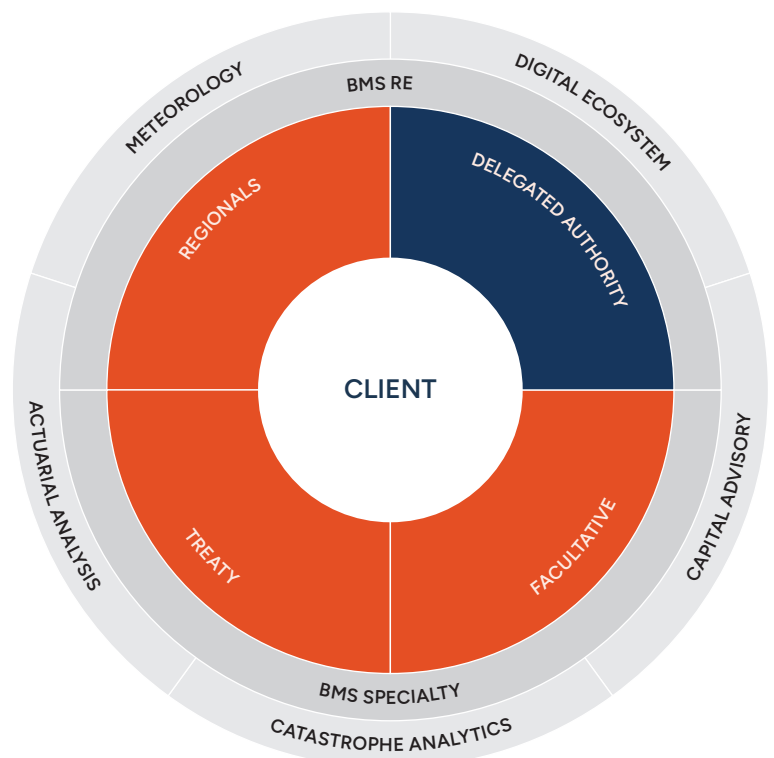 METEOROLOGY
DIGITAL ECOSYSTEM
BMS RE
REGIONALS
DELEGATED AUTHORITY
CLIENT
ACTUARIAL ANALYSIS
CAPITAL ADVISORY
TREATY
FACULTATIVE
BMS SPECIALTY
CATASTROPHE ANALYTICS